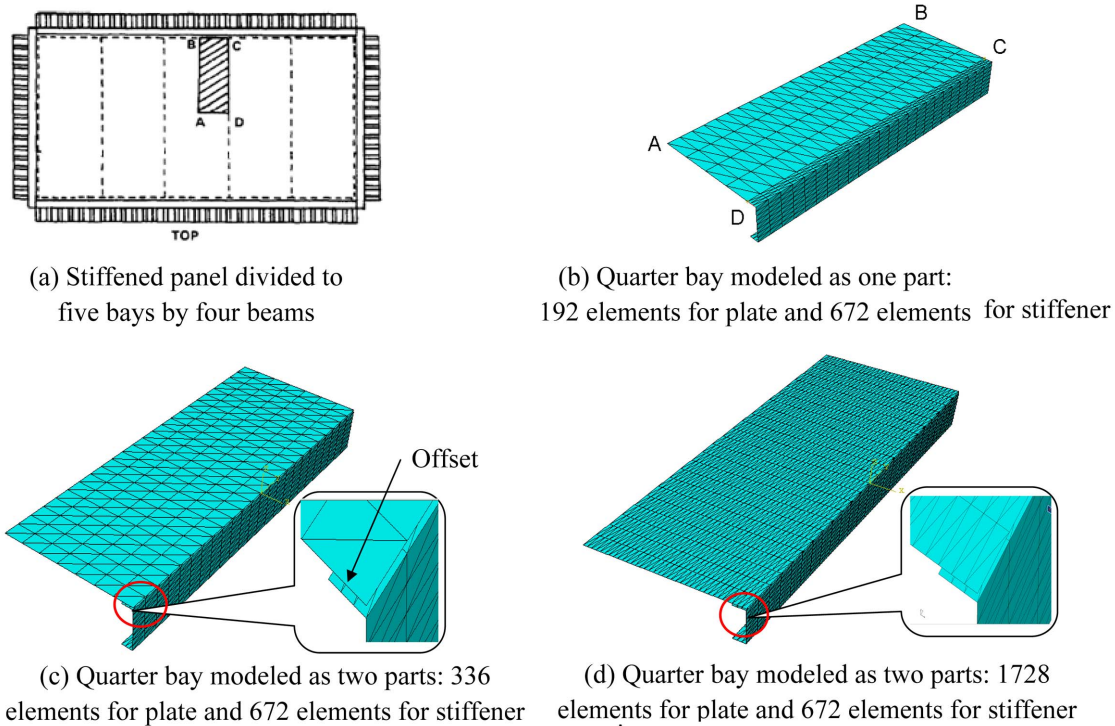 B
C
A
D
TOP
(a) Stiffened panel divided to
five bays by four beams
B
C
A
D
(b) Quarter bay modeled as one part:
192 elements for plate and 672 elements for stiffener
Offset
(c) Quarter bay modeled as two parts: 336
elements for plate and 672 elements for stiffener
x
(d) Quarter bay modeled as two parts: 1728
elements for plate and 672 elements for stiffener